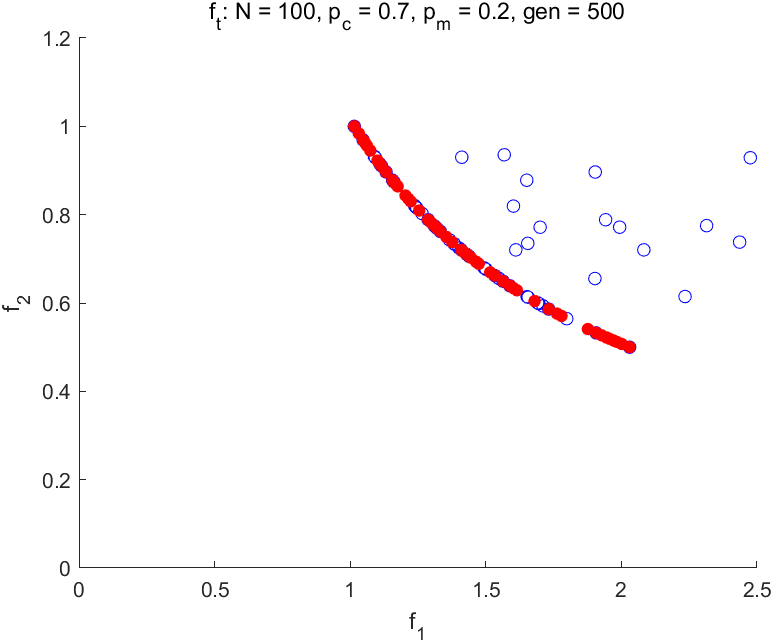 f_t: N = 100, p_c = 0.7, p_m = 0.2, gen = 500
1.2
1
0.8
0.6
f_2
0.4
0.2
0
0 0.5 1 1.5 2 2.5
f_1